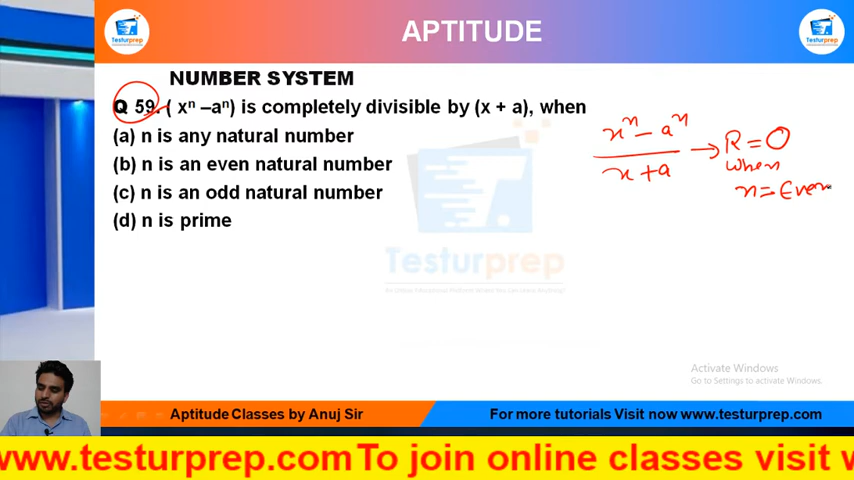 APTITUDE
Testurprep
Testurprep
NUMBER SYSTEM
Q 59. ( xⁿ –aⁿ) is completely divisible by (x + a), when
(a) n is any natural number
(b) n is an even natural number
(c) n is an odd natural number
(d) n is prime
xⁿ - aⁿ
x + a
→ R = 0
when
n = Even
Testurprep
Activate Windows
Go to Settings to activate Windows.
Aptitude Classes by Anuj Sir
For more tutorials Visit now www.testurprep.com
www.testurprep.com To join online classes visit w